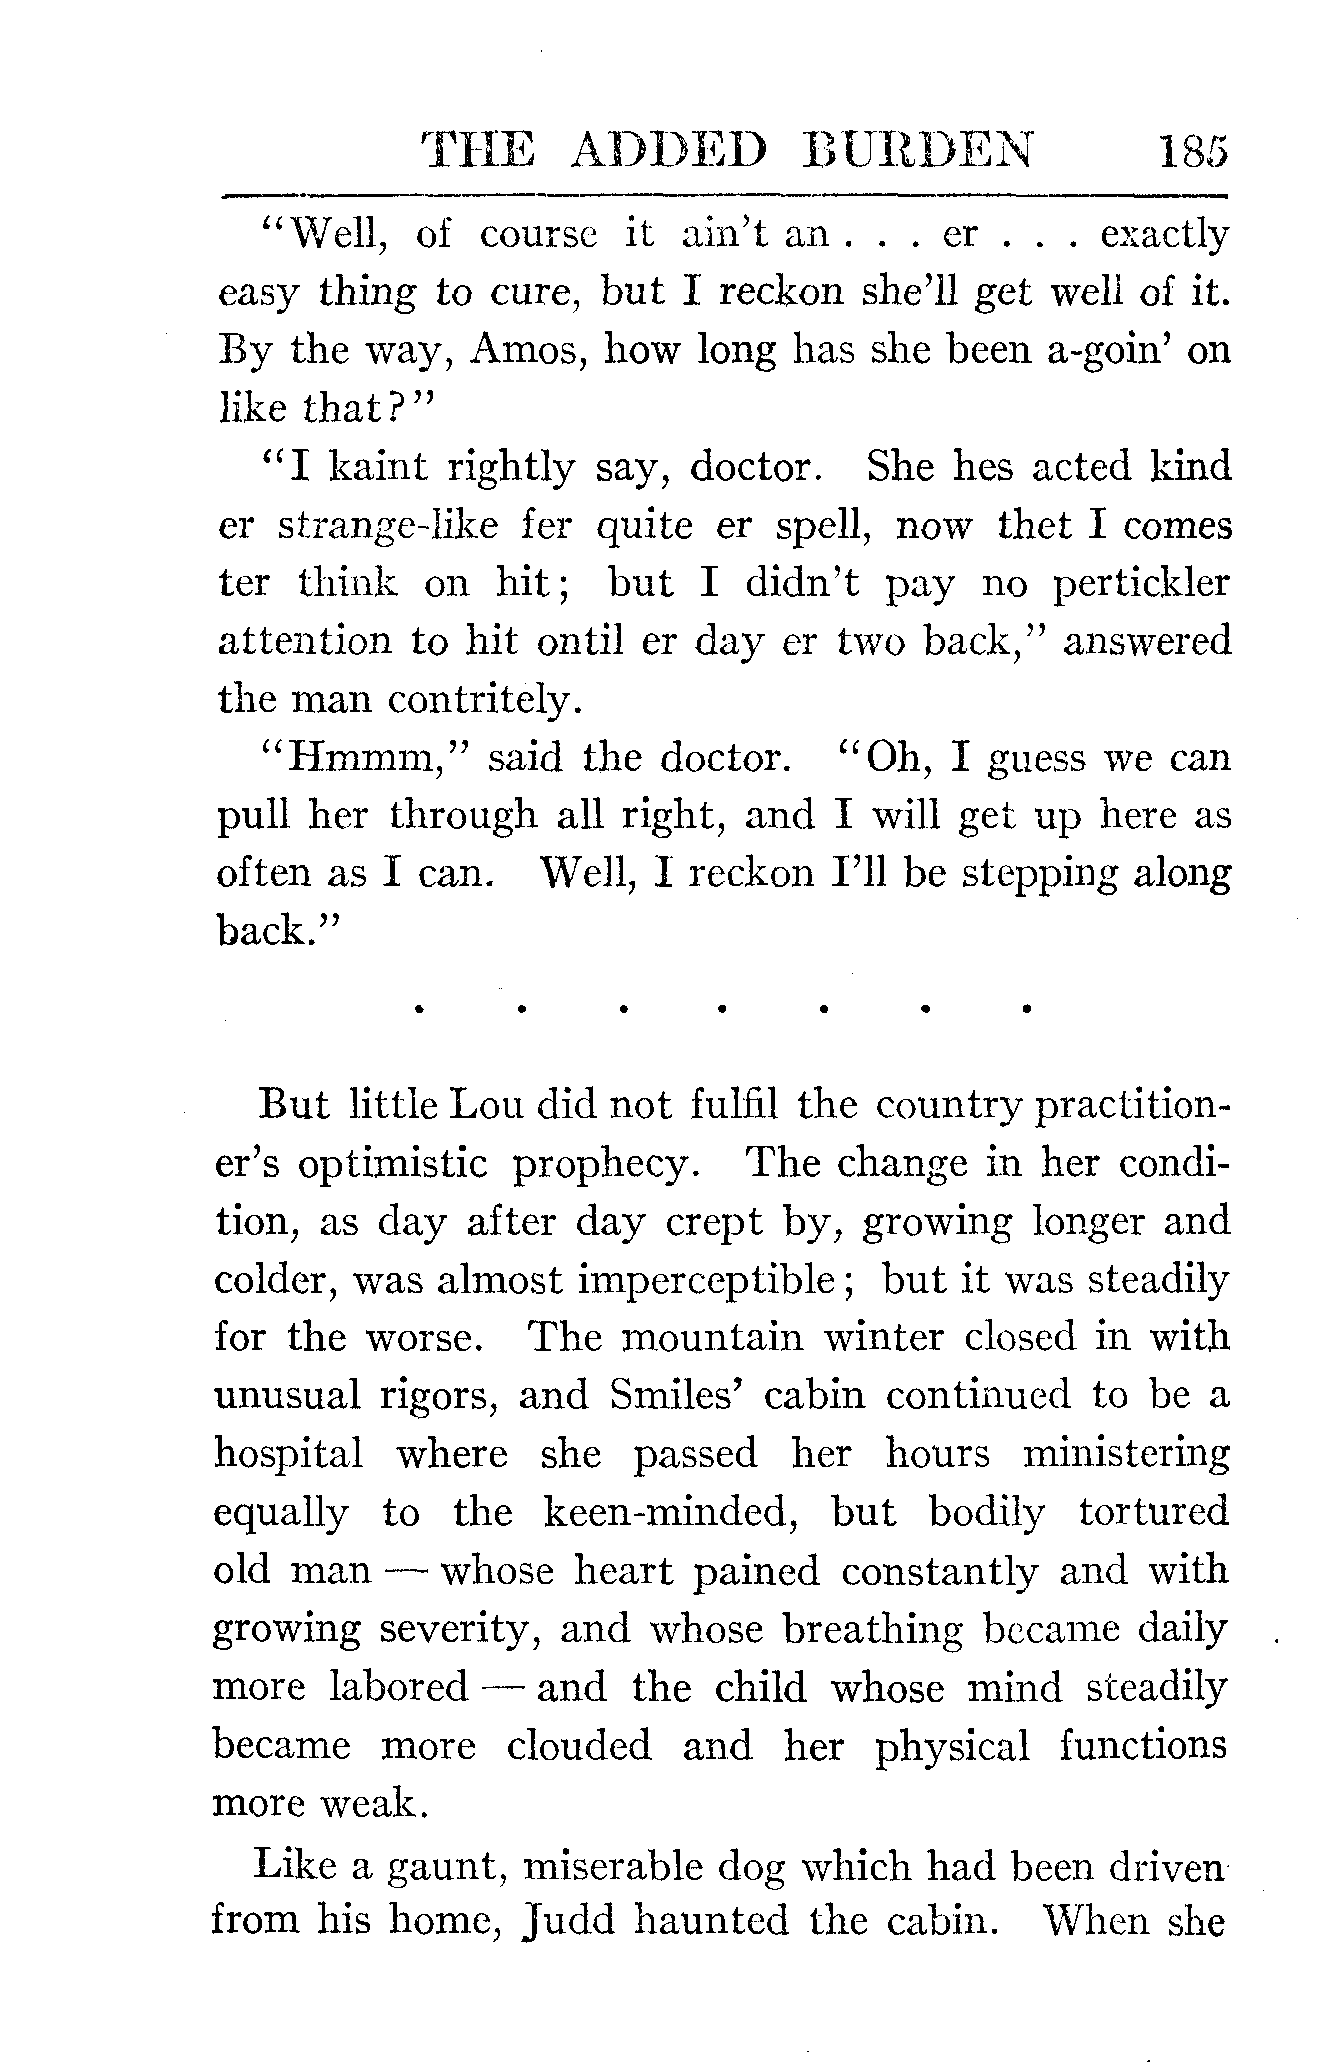 THE ADDED BURDEN 185
"Well, of course it ain't an . . . er . . . exactly
easy thing to cure, but I reckon she'll get well of it.
By the way, Amos, how long has she been a-goin' on
like that?"
"I kaint rightly say, doctor. She hes acted kind
er strange-like fer quite er spell, now thet I comes
ter think on hit; but I didn't pay no pertickler
attention to hit ontil er day er two back," answered
the man contritely.
"Hmmm," said the doctor. "Oh, I guess we can
pull her through all right, and I will get up here as
often as I can. Well, I reckon I'll be stepping along
back."
. . . . . . .
But little Lou did not fulfil the country practition-
er's optimistic prophecy. The change in her condi-
tion, as day after day crept by, growing longer and
colder, was almost imperceptible; but it was steadily
for the worse. The mountain winter closed in with
unusual rigors, and Smiles' cabin continued to be a
hospital where she passed her hours ministering
equally to the keen-minded, but bodily tortured
old man — whose heart pained constantly and with
growing severity, and whose breathing became daily
more labored — and the child whose mind steadily
became more clouded and her physical functions
more weak.
Like a gaunt, miserable dog which had been driven
from his home, Judd haunted the cabin. When she